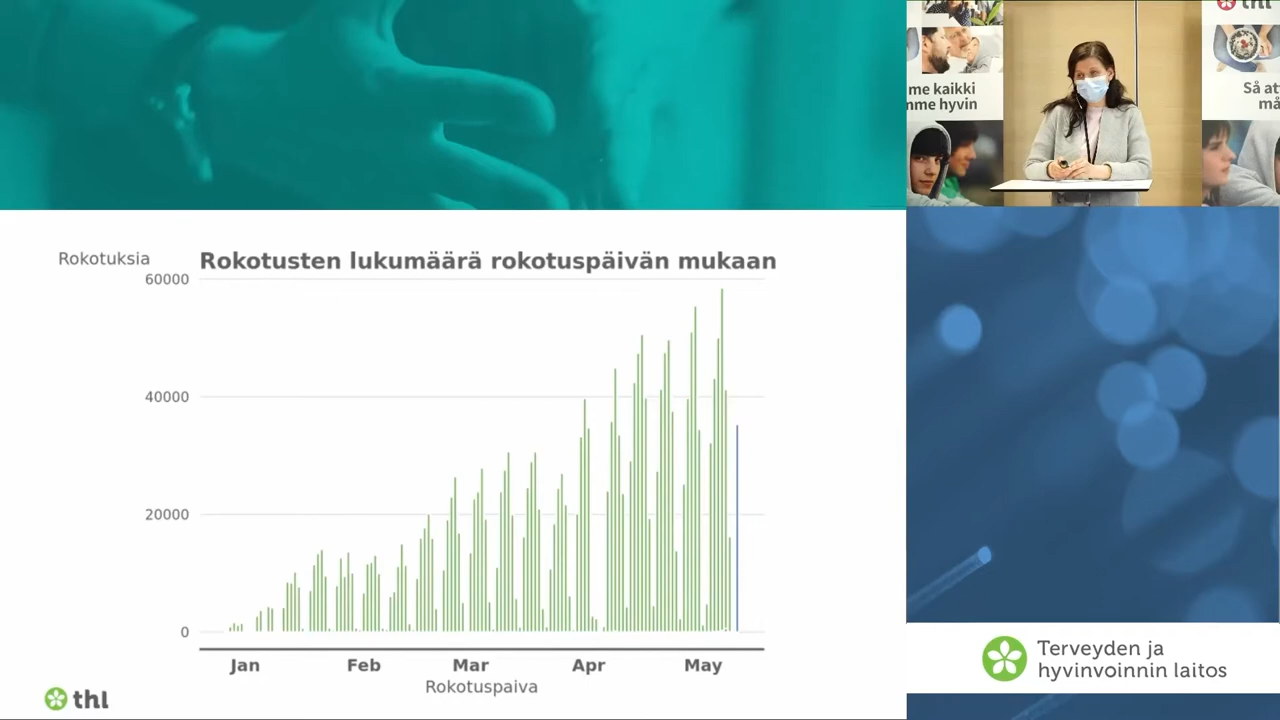 thl
me kaikki
mme hyvin
Så at
må
Rokotuksia
Rokotusten lukumäärä rokotuspäivän mukaan
60000
40000
20000
0
Jan Feb Mar Apr May
Rokotuspaiva
thl
Terveyden ja
hyvinvoinnin laitos